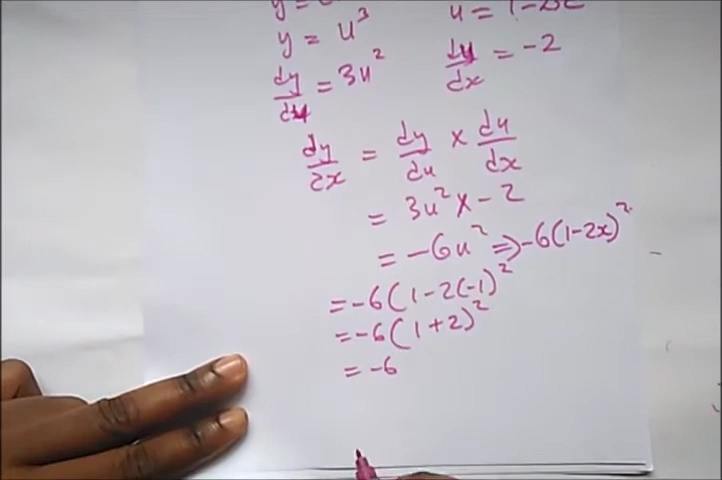 y = u = 1-2x
y = u³
dy/du = 3u² du/dx = -2
dy/dx = dy/du × du/dx
= 3u² × - 2
= -6u² => -6(1-2x)²
= -6(1-2(-1)²
= -6(1+2)²
= -6